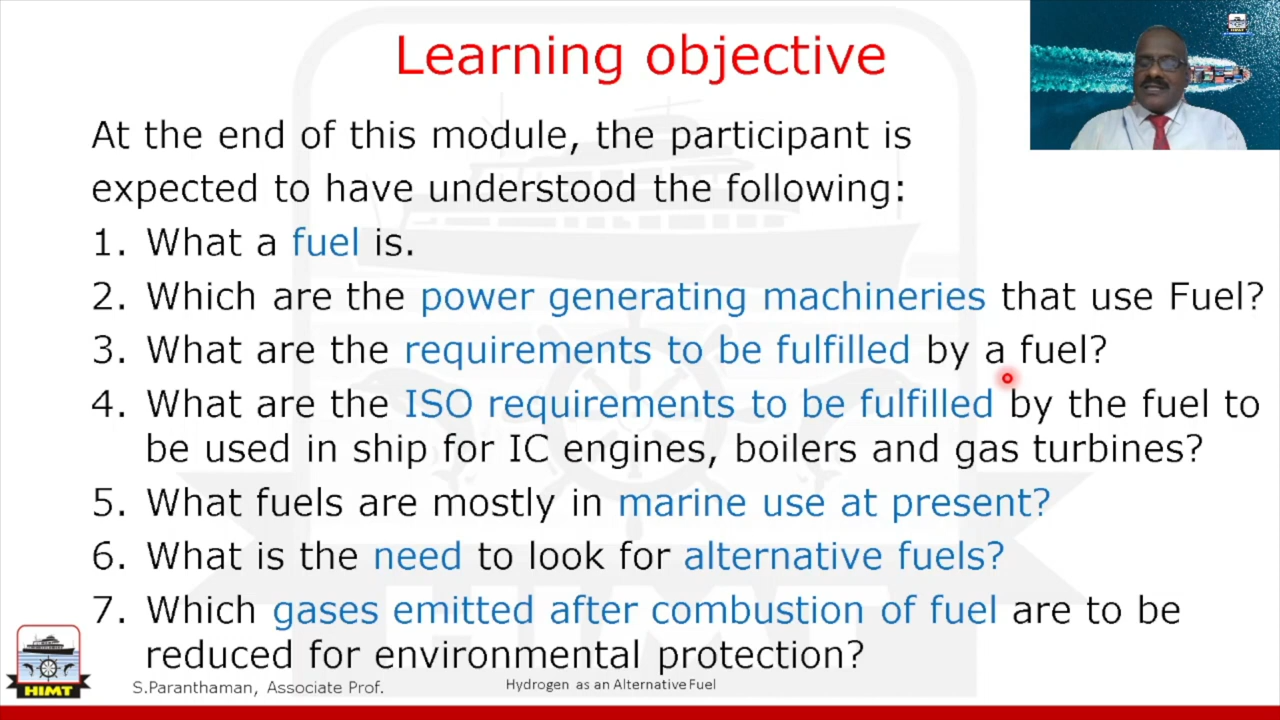 Learning objective
At the end of this module, the participant is
expected to have understood the following:
1. What a fuel is.
2. Which are the power generating machineries that use Fuel?
3. What are the requirements to be fulfilled by a fuel?
4. What are the ISO requirements to be fulfilled by the fuel to
be used in ship for IC engines, boilers and gas turbines?
5. What fuels are mostly in marine use at present?
6. What is the need to look for alternative fuels?
7. Which gases emitted after combustion of fuel are to be
reduced for environmental protection?
HIMT
S.Paranthaman, Associate Prof.
Hydrogen as an Alternative Fuel
HIMT
HIMT